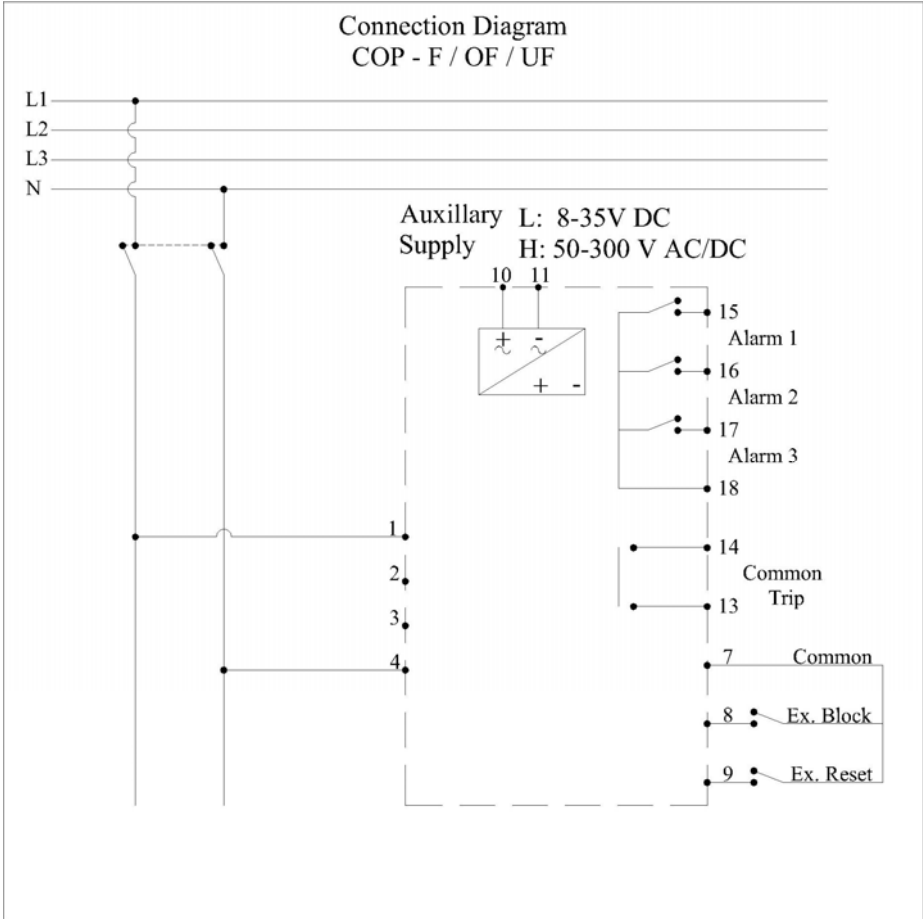 Connection Diagram
COP - F / OF / UF
L1
L2
L3
N
Auxillary L: 8-35V DC
Supply H: 50-300 V AC/DC
10 11
+ -
~ ~
+ -
15
Alarm 1
16
Alarm 2
17
Alarm 3
18
1
14
2
Common
Trip
13
3
4
7 Common
8 Ex. Block
9 Ex. Reset